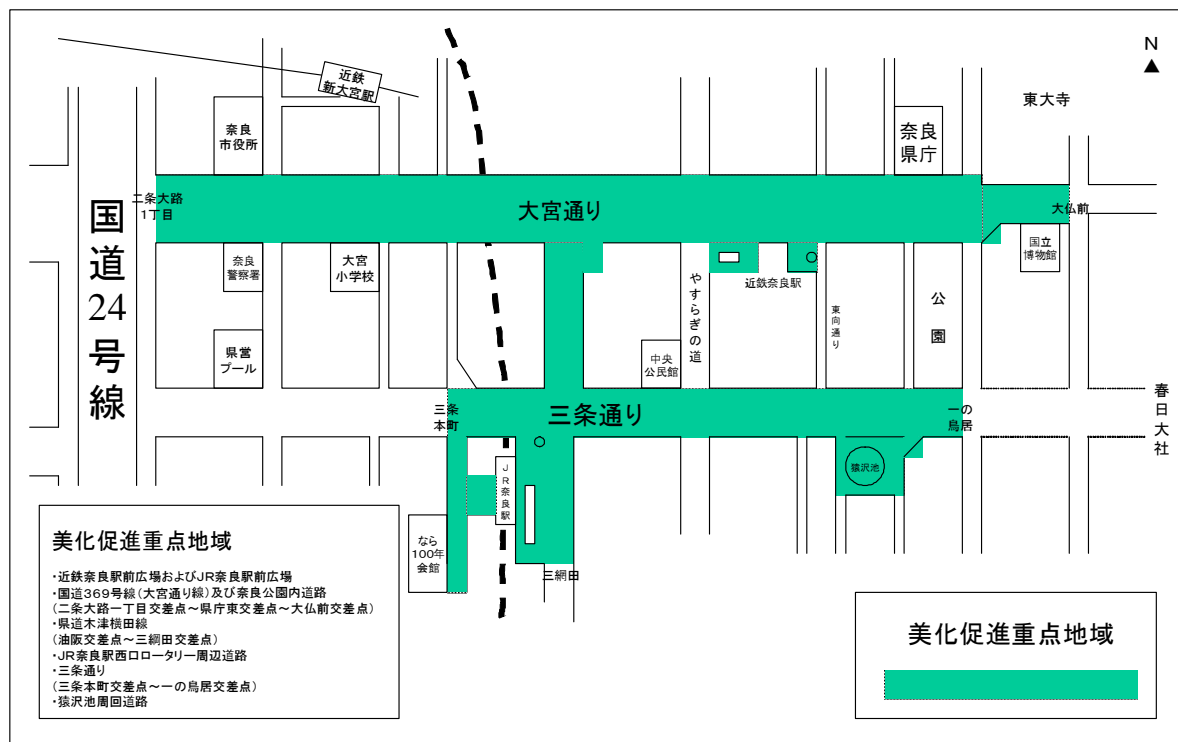 近鉄
新大宮駅
N
東大寺
奈良
市役所
奈良
県庁
二条大路
1丁目
大宮通り
大仏前
国道24号線
奈良
警察署
大宮
小学校
近鉄奈良駅
国立
博物館
やすらぎの道
東向通り
公園
県営
プール
中央
公民館
三条
本町
三条通り
一の
鳥居
春日大社
猿沢池
JR奈良駅
なら
100年
会館
三網田
美化促進重点地域
・近鉄奈良駅前広場およびJR奈良駅前広場
・国道369号線(大宮通り線)及び奈良公園内道路
(二条大路一丁目交差点~県庁東交差点~大仏前交差点)
・県道木津横田線
(油阪交差点~三綱田交差点)
・JR奈良駅西口ロータリー周辺道路
・三条通り
(三条本町交差点~一の鳥居交差点)
・猿沢池周回道路
美化促進重点地域